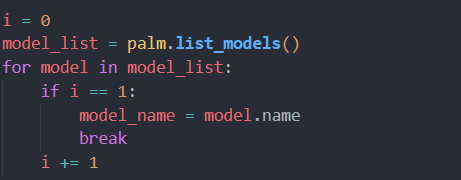 i = 0
model_list = palm.list_models()
for model in model_list:
    if i == 1:
        model_name = model.name
        break
    i += 1